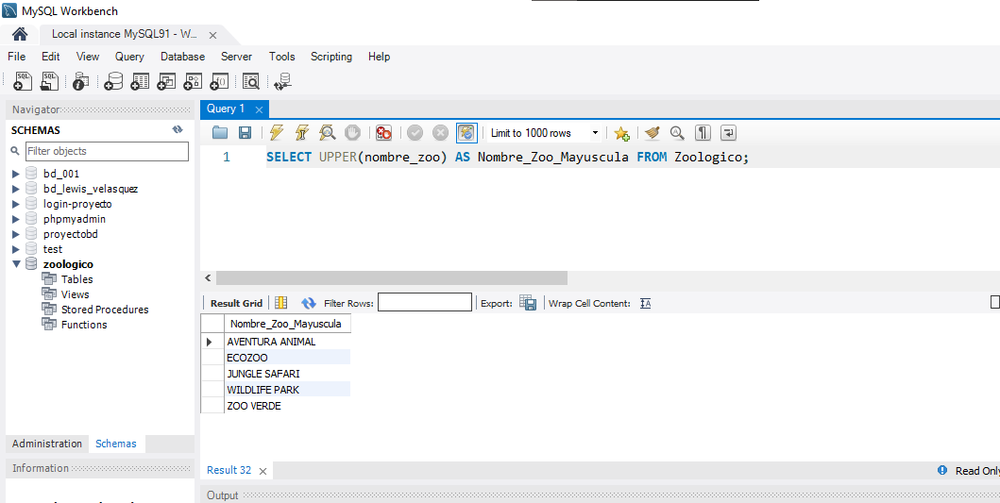 MySQL Workbench
Local instance MySQL91 - W...
File Edit View Query Database Server Tools Scripting Help
Navigator
SCHEMAS
Filter objects
bd_001
bd_lewis_velasquez
login-proyecto
phpmyadmin
proyectobd
test
zoologico
Tables
Views
Stored Procedures
Functions
Administration Schemas
Information
Query 1
Limit to 1000 rows
1 SELECT UPPER(nombre_zoo) AS Nombre_Zoo_Mayuscula FROM Zoologico;
Result Grid Filter Rows: Export: Wrap Cell Content:
Nombre_Zoo_Mayuscula
AVENTURA ANIMAL
ECOZOO
JUNGLE SAFARI
WILDLIFE PARK
ZOO VERDE
Result 32 Read Only
Output